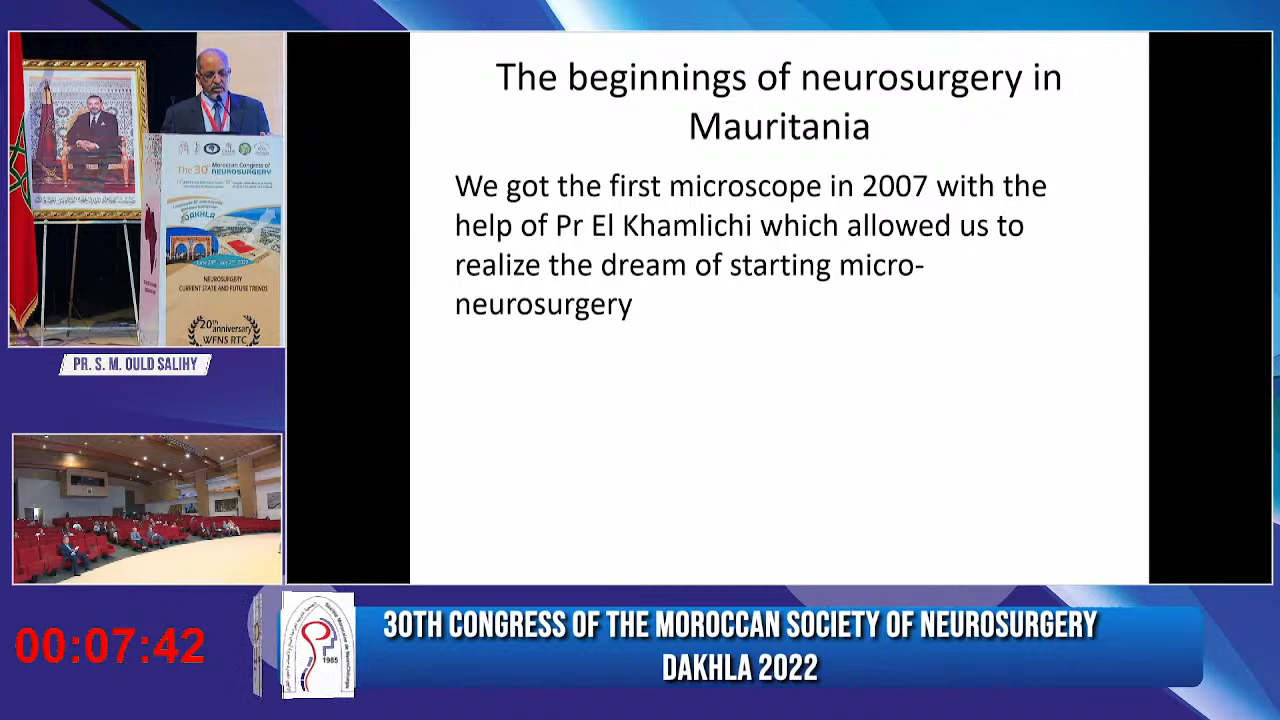 The beginnings of neurosurgery in
Mauritania
We got the first microscope in 2007 with the
help of Pr El Khamlichi which allowed us to
realize the dream of starting micro-
neurosurgery
The 30th Moroccan Congress of
NEUROSURGERY
DAKHLA
NEUROSURGERY
CURRENT STATE AND FUTURE TRENDS
20th
anniversary
WFNS RTC
PR. S. M. OULD SALIHY
00:07:42
1985
30TH CONGRESS OF THE MOROCCAN SOCIETY OF NEUROSURGERY
DAKHLA 2022